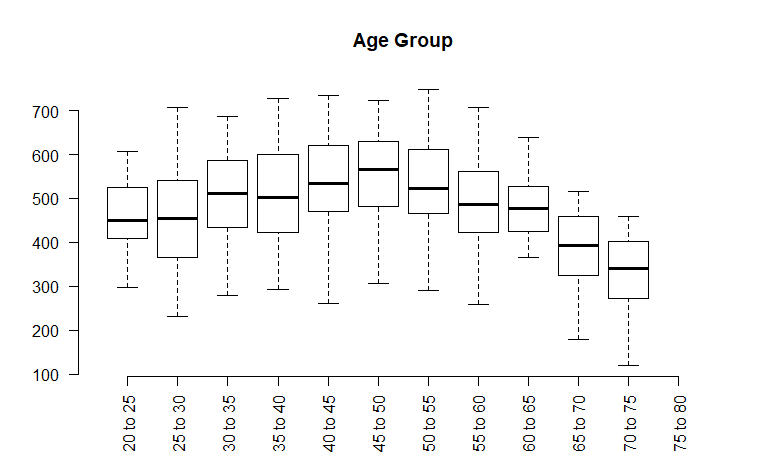 Age Group
700
600
500
400
300
200
100
20 to 25
25 to 30
30 to 35
35 to 40
40 to 45
45 to 50
50 to 55
55 to 60
60 to 65
65 to 70
70 to 75
75 to 80